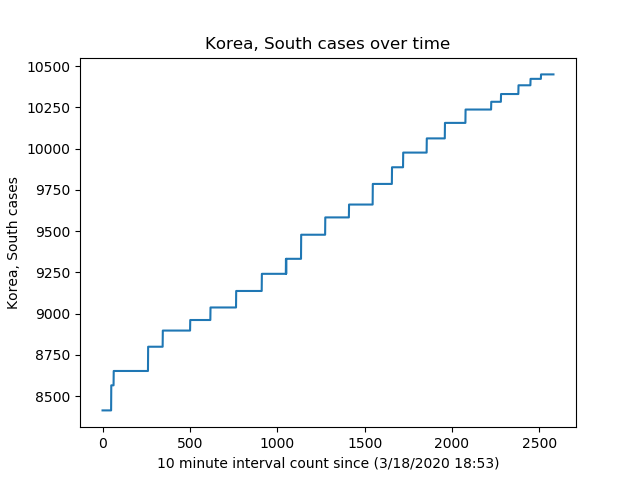 Korea, South cases over time
Korea, South cases
10500
10250
10000
9750
9500
9250
9000
8750
8500
0 500 1000 1500 2000 2500
10 minute interval count since (3/18/2020 18:53)